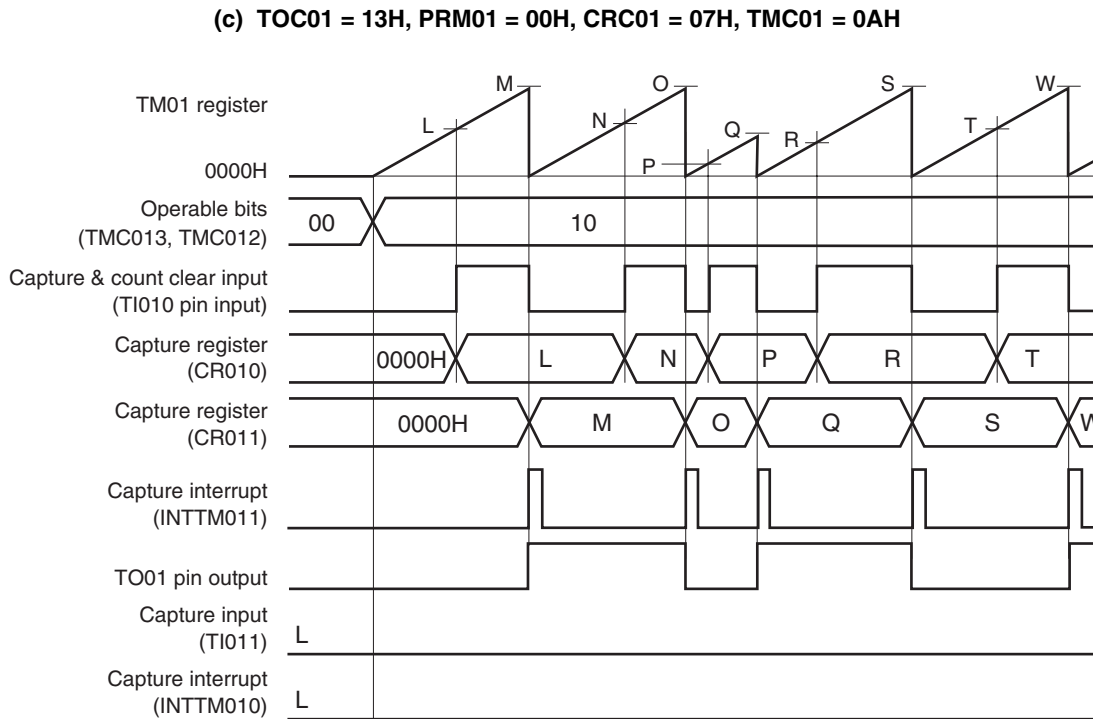 (c) TOC01 = 13H, PRM01 = 00H, CRC01 = 07H, TMC01 = 0AH
TM01 register
L
M
N
O
P
Q
R
S
T
W
0000H
Operable bits
(TMC013, TMC012)
00
10
Capture & count clear input
(TI010 pin input)
Capture register
(CR010)
0000H
L
N
P
R
T
Capture register
(CR011)
0000H
M
O
Q
S
W
Capture interrupt
(INTTM011)
TO01 pin output
Capture input
(TI011)
L
Capture interrupt
(INTTM010)
L